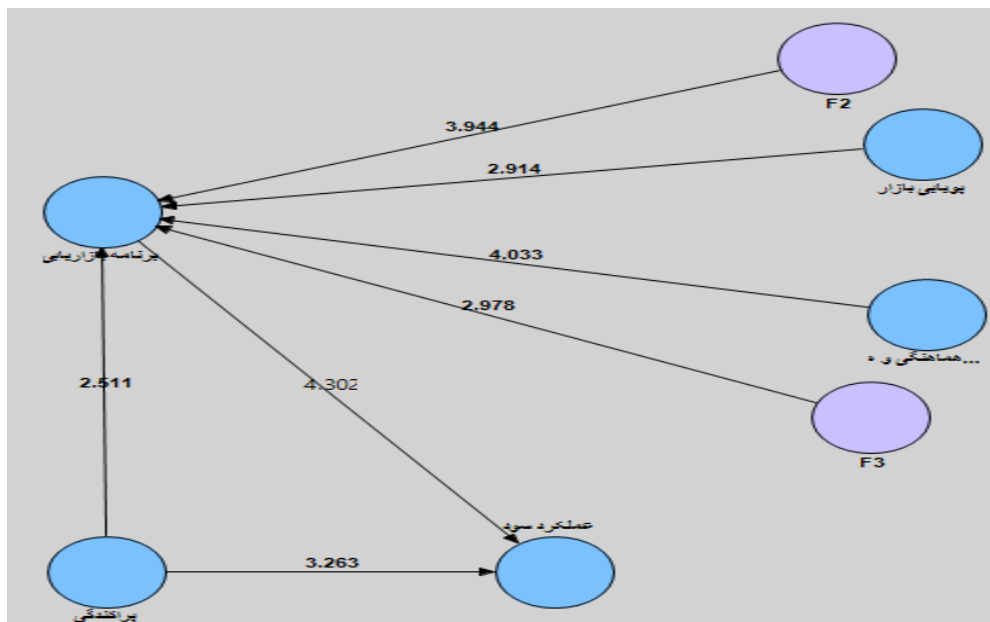 F2
3.944
پویایی بازار
2.914
برنامه بازاریابی
4.033
2.978
هماهنگی و ه...
2.511
4.302
F3
عملکرد سود
3.263
پراکندگی